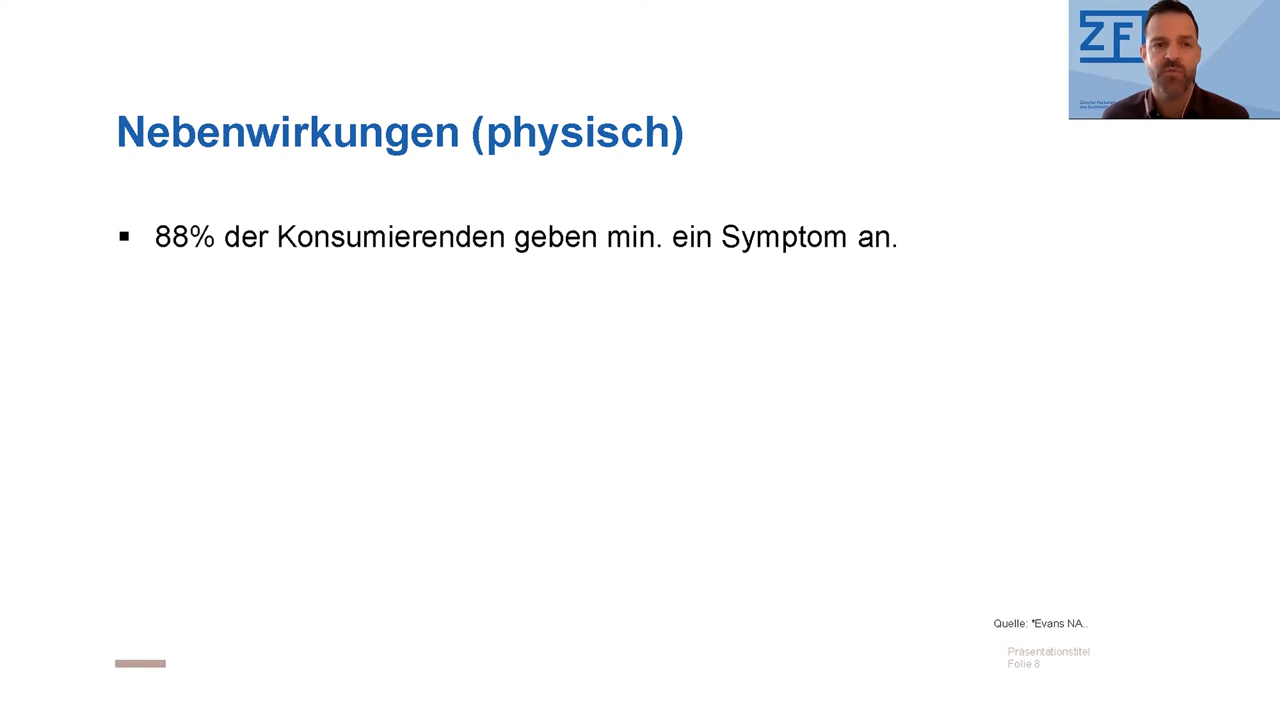 ZF
Nebenwirkungen (physisch)
▪ 88% der Konsumierenden geben min. ein Symptom an.
Quelle: *Evans NA..
Präsentationstitel
Folie 8